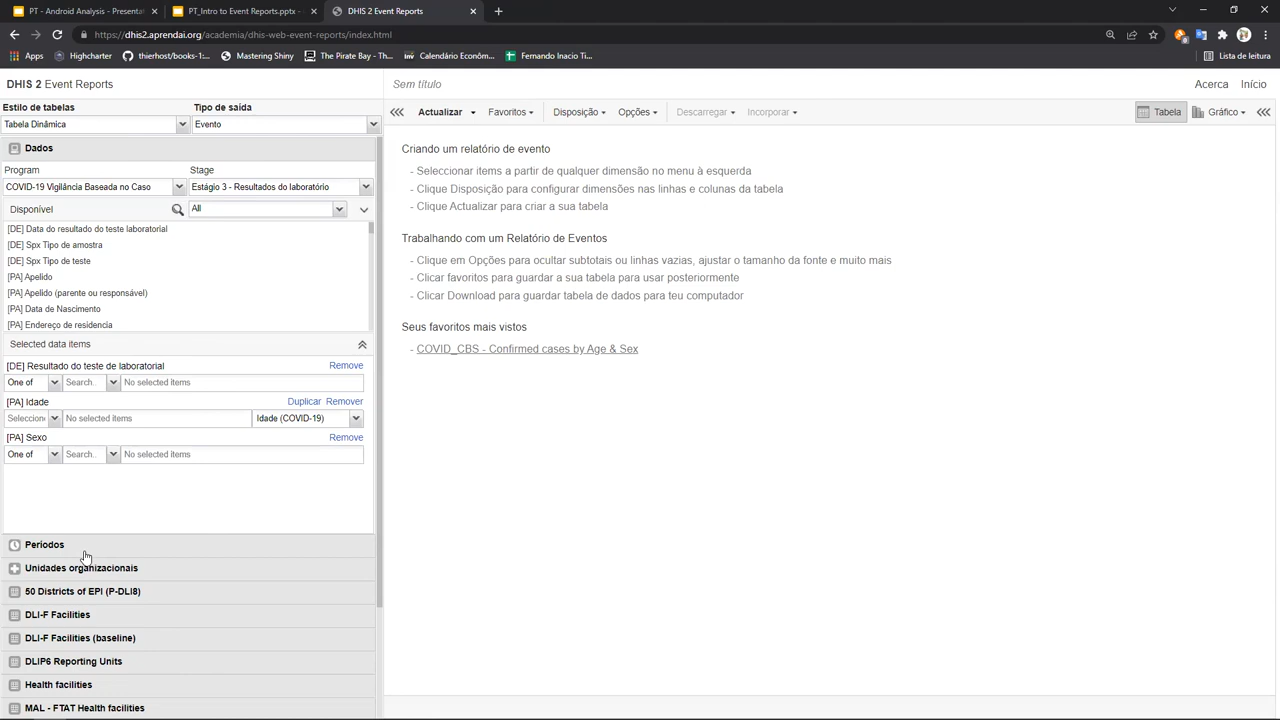 PT - Android Analysis - Presentat
PT_Intro to Event Reports.pptx -
DHIS 2 Event Reports
https://dhis2.aprendai.org/academia/dhis-web-event-reports/index.html
Apps
Highcharter
thierhost/books-1:...
Mastering Shiny
The Pirate Bay - Th...
Calendário Econôm...
Fernando Inacio Ti...
Lista de leitura
DHIS 2 Event Reports
Sem título
Acerca
Início
Estilo de tabelas
Tipo de saída
Tabela Dinâmica
Evento
Actualizar
Favoritos
Disposição
Opções
Descarregar
Incorporar
Tabela
Gráfico
Dados
Program
Stage
COVID-19 Vigilância Baseada no Caso
Estágio 3 - Resultados do laboratório
Disponível
All
[DE] Data do resultado do teste laboratorial
[DE] Spx Tipo de amostra
[DE] Spx Tipo de teste
[PA] Apelido
[PA] Apelido (parente ou responsável)
[PA] Data de Nascimento
[PA] Endereço de residencia
Selected data items
[DE] Resultado do teste de laboratorial
Remove
One of
Search..
No selected items
[PA] Idade
Duplicar
Remover
Seleccion
No selected items
Idade (COVID-19)
[PA] Sexo
Remove
One of
Search..
No selected items
Períodos
Unidades organizacionais
50 Districts of EPI (P-DLI8)
DLI-F Facilities
DLI-F Facilities (baseline)
DLIP6 Reporting Units
Health facilities
MAL - FTAT Health facilities
Criando um relatório de evento
- Seleccionar items a partir de qualquer dimensão no menu à esquerda
- Clique Disposição para configurar dimensões nas linhas e colunas da tabela
- Clique Actualizar para criar a sua tabela
Trabalhando com um Relatório de Eventos
- Clique em Opções para ocultar subtotais ou linhas vazias, ajustar o tamanho da fonte e muito mais
- Clicar favoritos para guardar a sua tabela para usar posteriormente
- Clicar Download para guardar tabela de dados para teu computador
Seus favoritos mais vistos
- COVID_CBS - Confirmed cases by Age & Sex